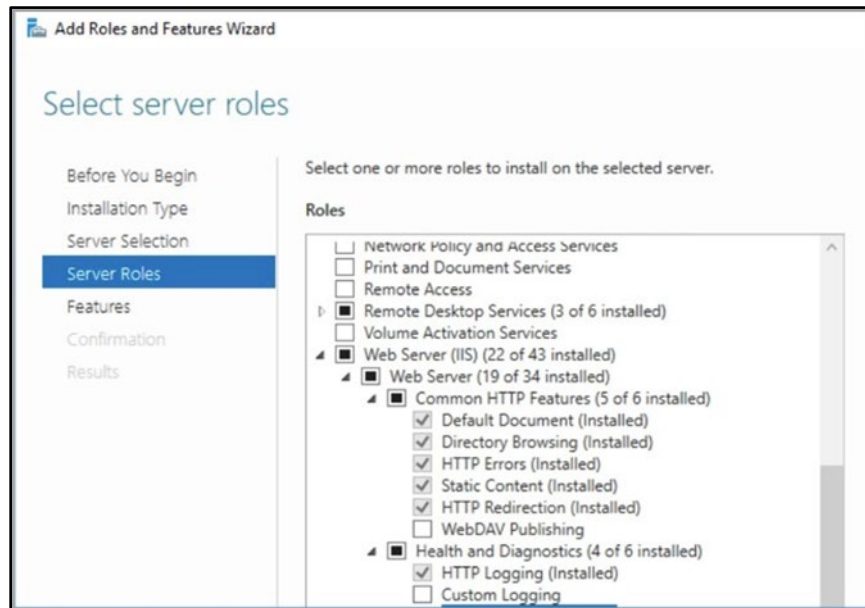 Add Roles and Features Wizard
Select server roles
Before You Begin
Installation Type
Server Selection
Server Roles
Features
Confirmation
Results
Select one or more roles to install on the selected server.
Roles
Network Policy and Access Services
Print and Document Services
Remote Access
Remote Desktop Services (3 of 6 installed)
Volume Activation Services
Web Server (IIS) (22 of 43 installed)
Web Server (19 of 34 installed)
Common HTTP Features (5 of 6 installed)
Default Document (Installed)
Directory Browsing (Installed)
HTTP Errors (Installed)
Static Content (Installed)
HTTP Redirection (Installed)
WebDAV Publishing
Health and Diagnostics (4 of 6 installed)
HTTP Logging (Installed)
Custom Logging